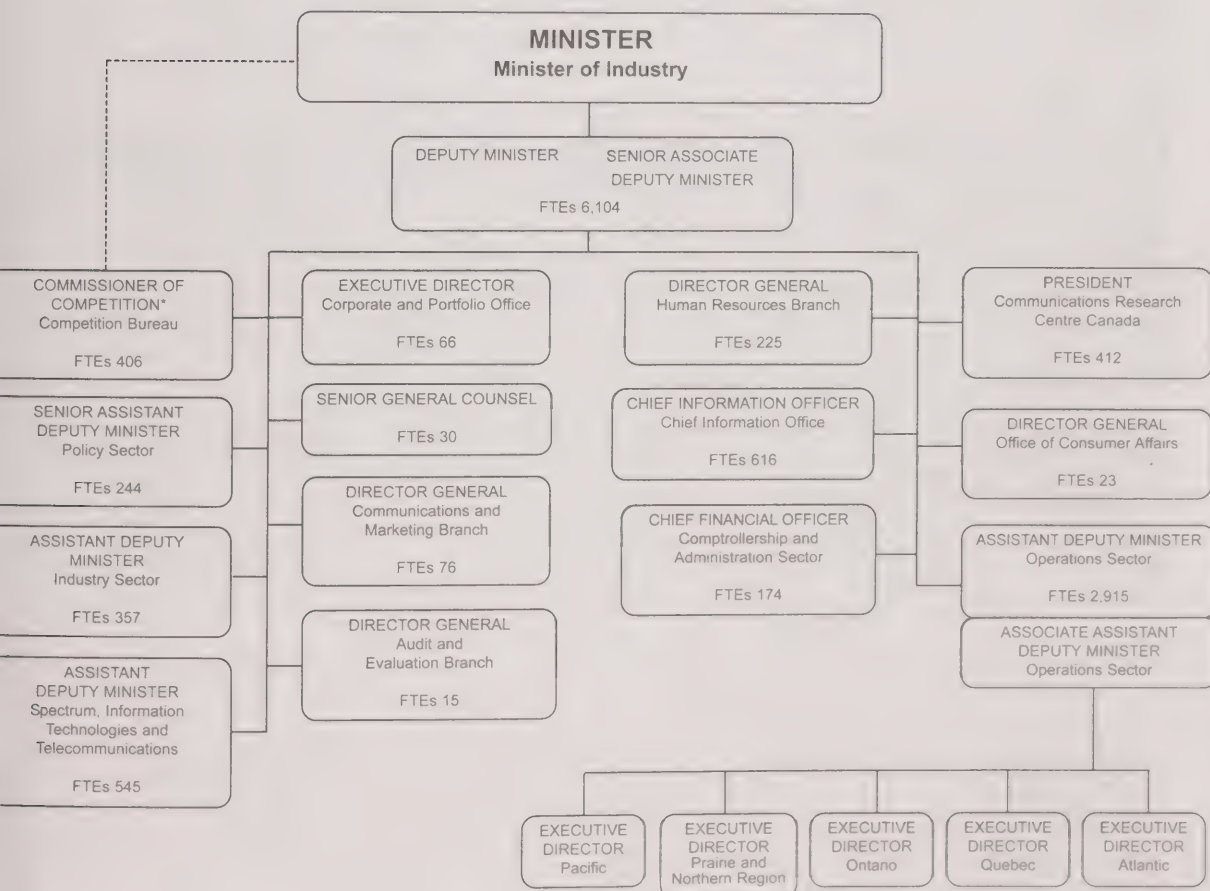 MINISTER
Minister of Industry
DEPUTY MINISTER
SENIOR ASSOCIATE
DEPUTY MINISTER
FTEs 6,104
COMMISSIONER OF
COMPETITION*
Competition Bureau
FTEs 406
EXECUTIVE DIRECTOR
Corporate and Portfolio Office
FTEs 66
DIRECTOR GENERAL
Human Resources Branch
FTEs 225
PRESIDENT
Communications Research
Centre Canada
FTEs 412
SENIOR ASSISTANT
DEPUTY MINISTER
Policy Sector
FTEs 244
SENIOR GENERAL COUNSEL
FTEs 30
CHIEF INFORMATION OFFICER
Chief Information Office
FTEs 616
DIRECTOR GENERAL
Office of Consumer Affairs
FTEs 23
ASSISTANT DEPUTY
MINISTER
Industry Sector
FTEs 357
DIRECTOR GENERAL
Communications and
Marketing Branch
FTEs 76
CHIEF FINANCIAL OFFICER
Comptrollership and
Administration Sector
FTEs 174
ASSISTANT DEPUTY MINISTER
Operations Sector
FTEs 2,915
ASSISTANT
DEPUTY MINISTER
Spectrum, Information
Technologies and
Telecommunications
FTEs 545
DIRECTOR GENERAL
Audit and
Evaluation Branch
FTEs 15
ASSOCIATE ASSISTANT
DEPUTY MINISTER
Operations Sector
EXECUTIVE
DIRECTOR
Pacific
EXECUTIVE
DIRECTOR
Prairie and
Northern Region
EXECUTIVE
DIRECTOR
Ontario
EXECUTIVE
DIRECTOR
Quebec
EXECUTIVE
DIRECTOR
Atlantic